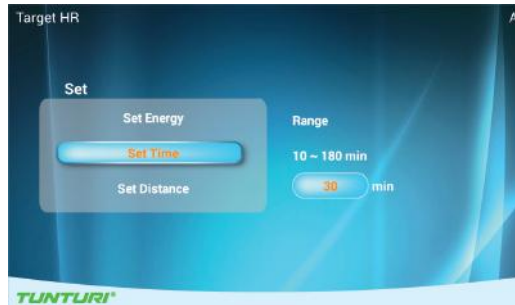 Target HR
A
Set
Set Energy
Range
Set Time
10 ~ 180 min
30 min
Set Distance
TUNTURI®